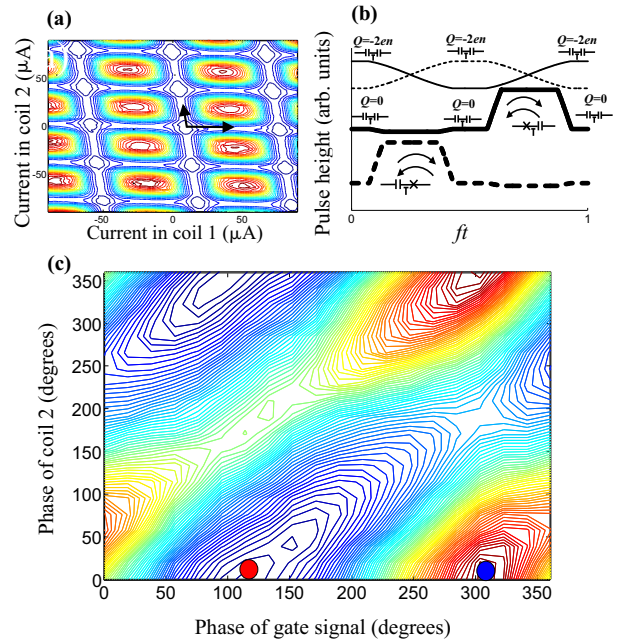 (a)
Current in coil 2 (μA)
50
0
-50
-50
0
50
Current in coil 1 (μA)
(b)
Pulse height (arb. units)
Q=-2en
Q=-2en
Q=-2en
Q=0
Q=0
Q=0
0
1
ft
(c)
Phase of coil 2 (degrees)
350
300
250
200
150
100
50
0
0
50
100
150
200
250
300
350
Phase of gate signal (degrees)